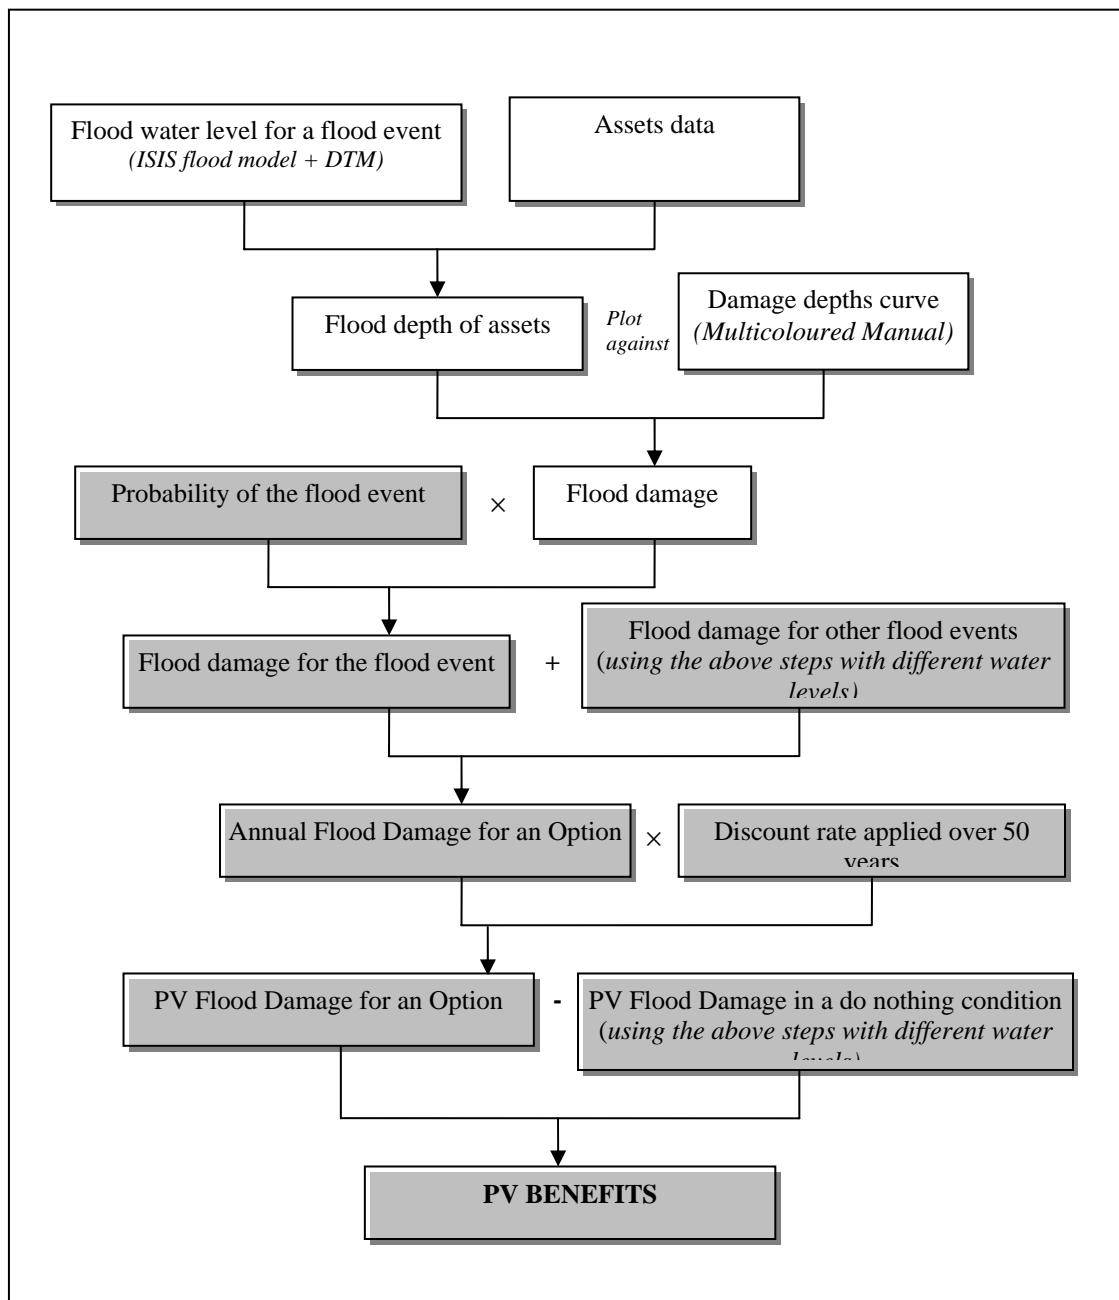 Flood water level for a flood event
(ISIS flood model + DTM)
Assets data
Flood depth of assets
Plot
against
Damage depths curve
(Multicoloured Manual)
Probability of the flood event
×
Flood damage
Flood damage for the flood event
+
Flood damage for other flood events
(using the above steps with different water
levels)
Annual Flood Damage for an Option
×
Discount rate applied over 50
years
PV Flood Damage for an Option
-
PV Flood Damage in a do nothing condition
(using the above steps with different water
levels)
PV BENEFITS